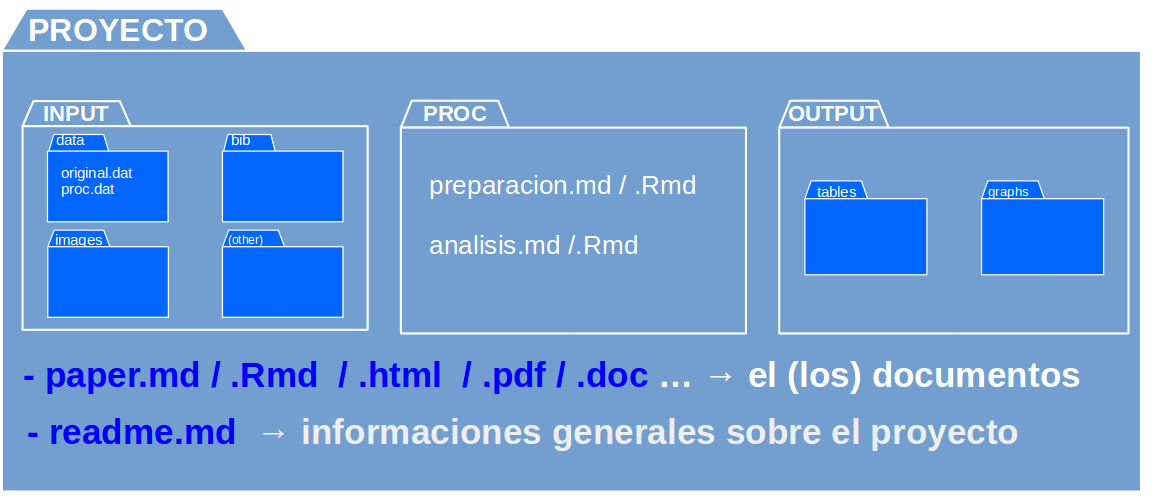 PROYECTO
INPUT
data
original.dat
proc.dat
bib
images
(other)
PROC
preparacion.md / .Rmd
analisis.md /.Rmd
OUTPUT
tables
graphs
- paper.md / .Rmd / .html / .pdf / .doc ... → el (los) documentos
- readme.md → informaciones generales sobre el proyecto